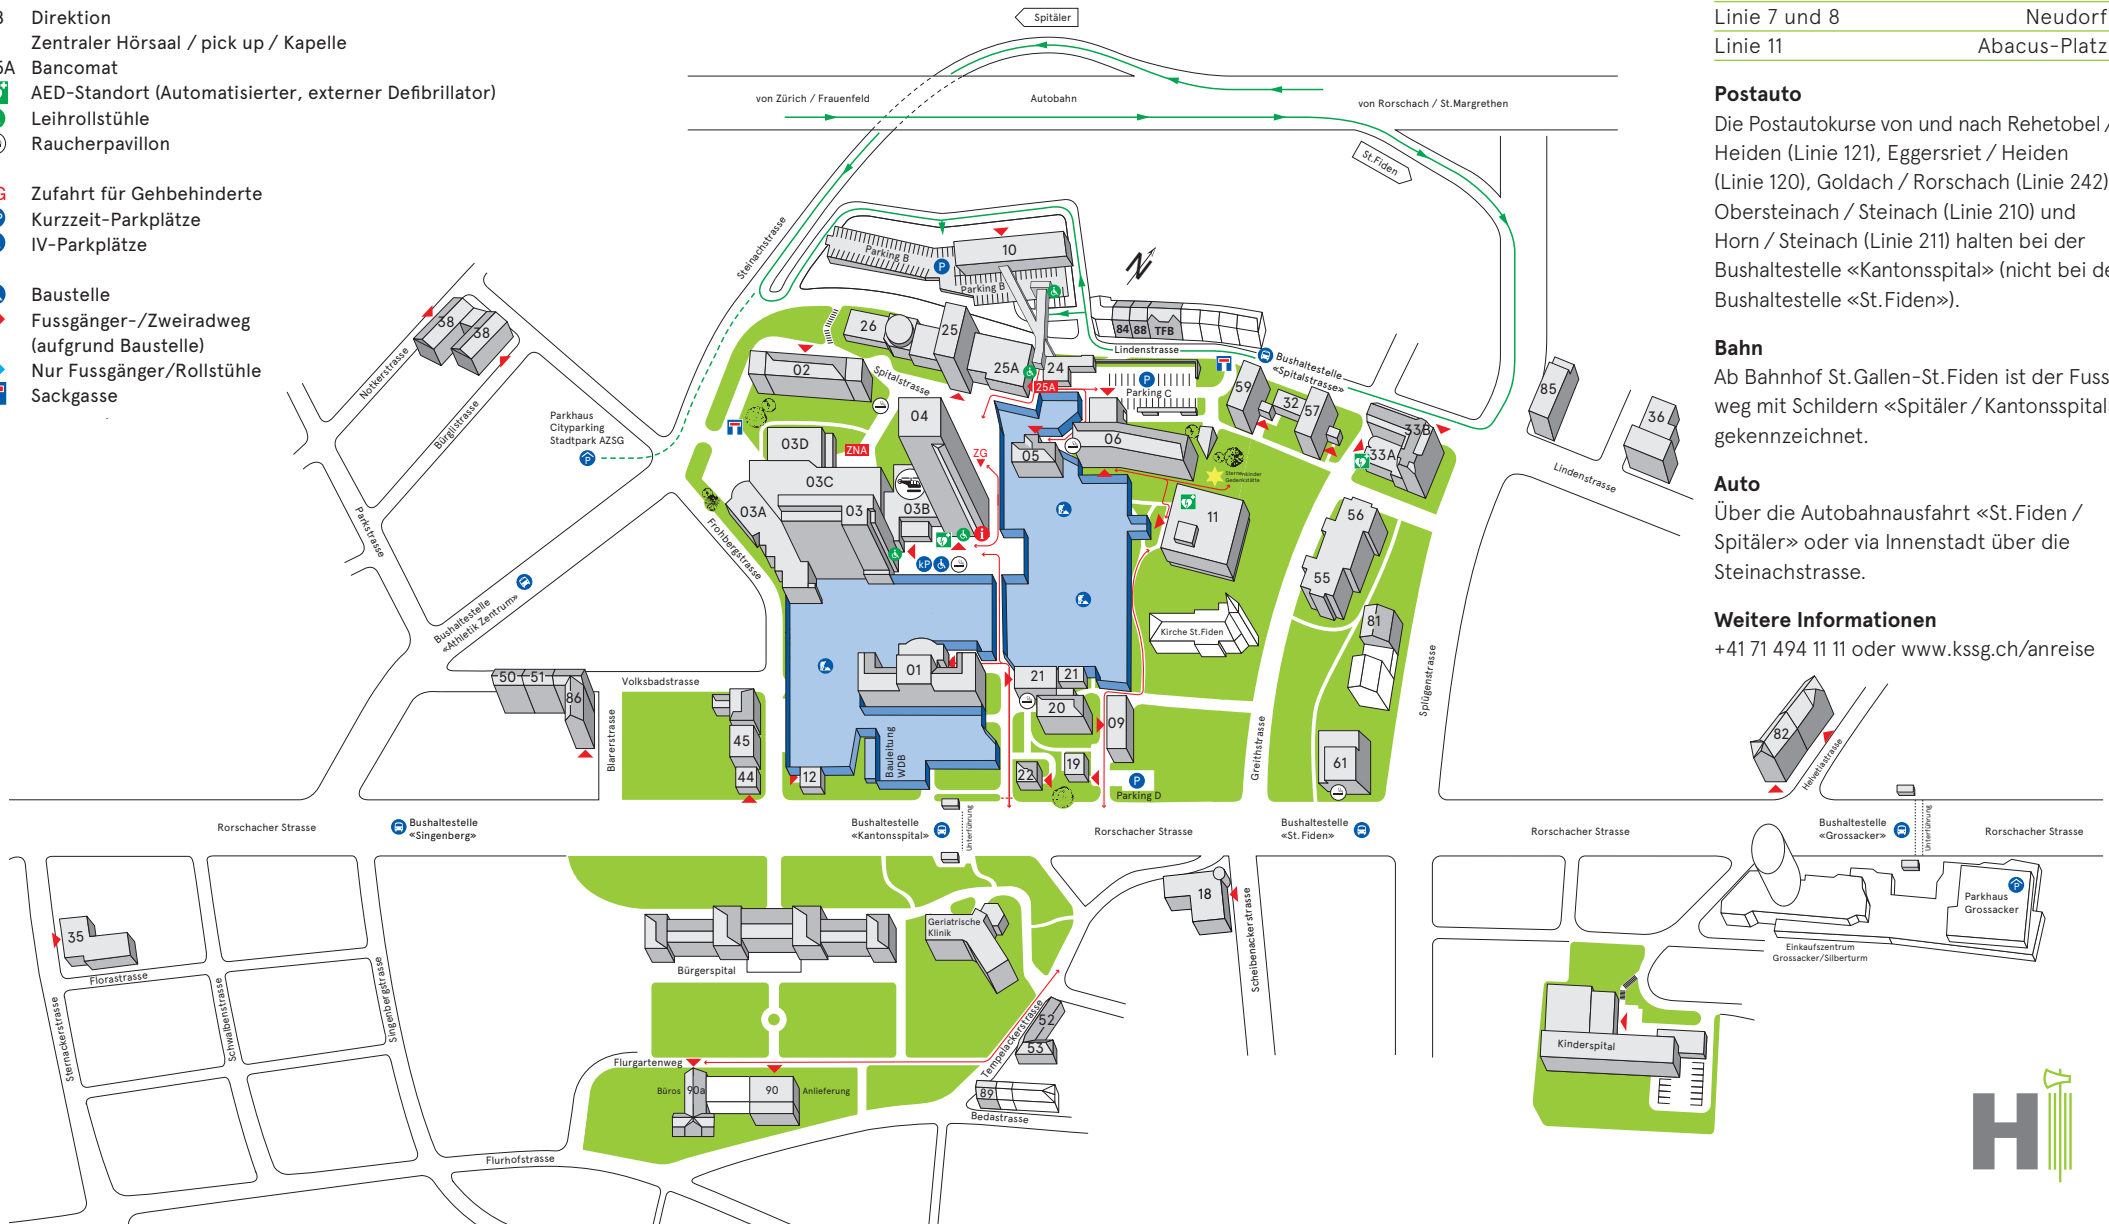 Direktion
Zentraler Hörsaal / pick up / Kapelle
Bancomat
AED-Standort (Automatisierter, externer Defibrillator)
Leihrollstühle
Raucherpavillon
Zufahrt für Gehbehinderte
Kurzzeit-Parkplätze
IV-Parkplätze
Baustelle
Fussgänger-/Zweiradweg
(aufgrund Baustelle)
Nur Fussgänger/Rollstühle
Sackgasse
Spitäler
von Zürich / Frauenfeld
Autobahn
von Rorschach / St.Margrethen
St.Fiden
Steinachstrasse
N
Parking B
P
10
Parking B
38
38
Notkerstrasse
Bürglistrasse
26
25
25A
24
84
88
TFB
Lindenstrasse
Bushaltestelle
«Spitalstrasse»
02
Spitalstrasse
25A
P
Parking C
59
32
57
33B
33A
85
36
Lindenstrasse
Parkhaus
Cityparking
Stadtpark AZSG
P
04
03D
ZNA
03C
03A
03
03B
ZG
05
06
Sternenkinder
Gedenkstätte
11
i
kP
56
55
81
Parkstrasse
Frohbergstrasse
Bushaltestelle
«Athletik Zentrum»
Kirche St.Fiden
Splügenstrasse
01
21
21
20
09
50
51
86
Volksbadstrasse
Blarerstrasse
45
44
12
Bauleitung
WDB
22
19
P
Parking D
Greithstrasse
61
82
Helvetiastrasse
Rorschacher Strasse
Bushaltestelle
«Singenberg»
Bushaltestelle
«Kantonsspital»
Unterführung
Rorschacher Strasse
Bushaltestelle
«St.Fiden»
Rorschacher Strasse
Bushaltestelle
«Grossacker»
Unterführung
Rorschacher Strasse
35
Florastrasse
Sternackerstrasse
Schwalbenstrasse
Singenbergstrasse
Bürgerspital
Geriatrische
Klinik
18
Scheibenackerstrasse
Parkhaus
Grossacker
P
Einkaufszentrum
Grossacker/Silberturm
Kinderspital
52
53
Tempelackerstrasse
Flurgartenweg
Büros
90a
90
Anlieferung
89
Bedastrasse
Flurhofstrasse
Linie 7 und 8 Neudorf
Linie 11 Abacus-Platz
Postauto
Die Postautokurse von und nach Rehetobel /
Heiden (Linie 121), Eggersriet / Heiden
(Linie 120), Goldach / Rorschach (Linie 242)
Obersteinach / Steinach (Linie 210) und
Horn / Steinach (Linie 211) halten bei der
Bushaltestelle «Kantonsspital» (nicht bei de
Bushaltestelle «St.Fiden»).
Bahn
Ab Bahnhof St.Gallen-St.Fiden ist der Fuss
weg mit Schildern «Spitäler / Kantonsspital
gekennzeichnet.
Auto
Über die Autobahnausfahrt «St.Fiden /
Spitäler» oder via Innenstadt über die
Steinachstrasse.
Weitere Informationen
+41 71 494 11 11 oder www.kssg.ch/anreise
H